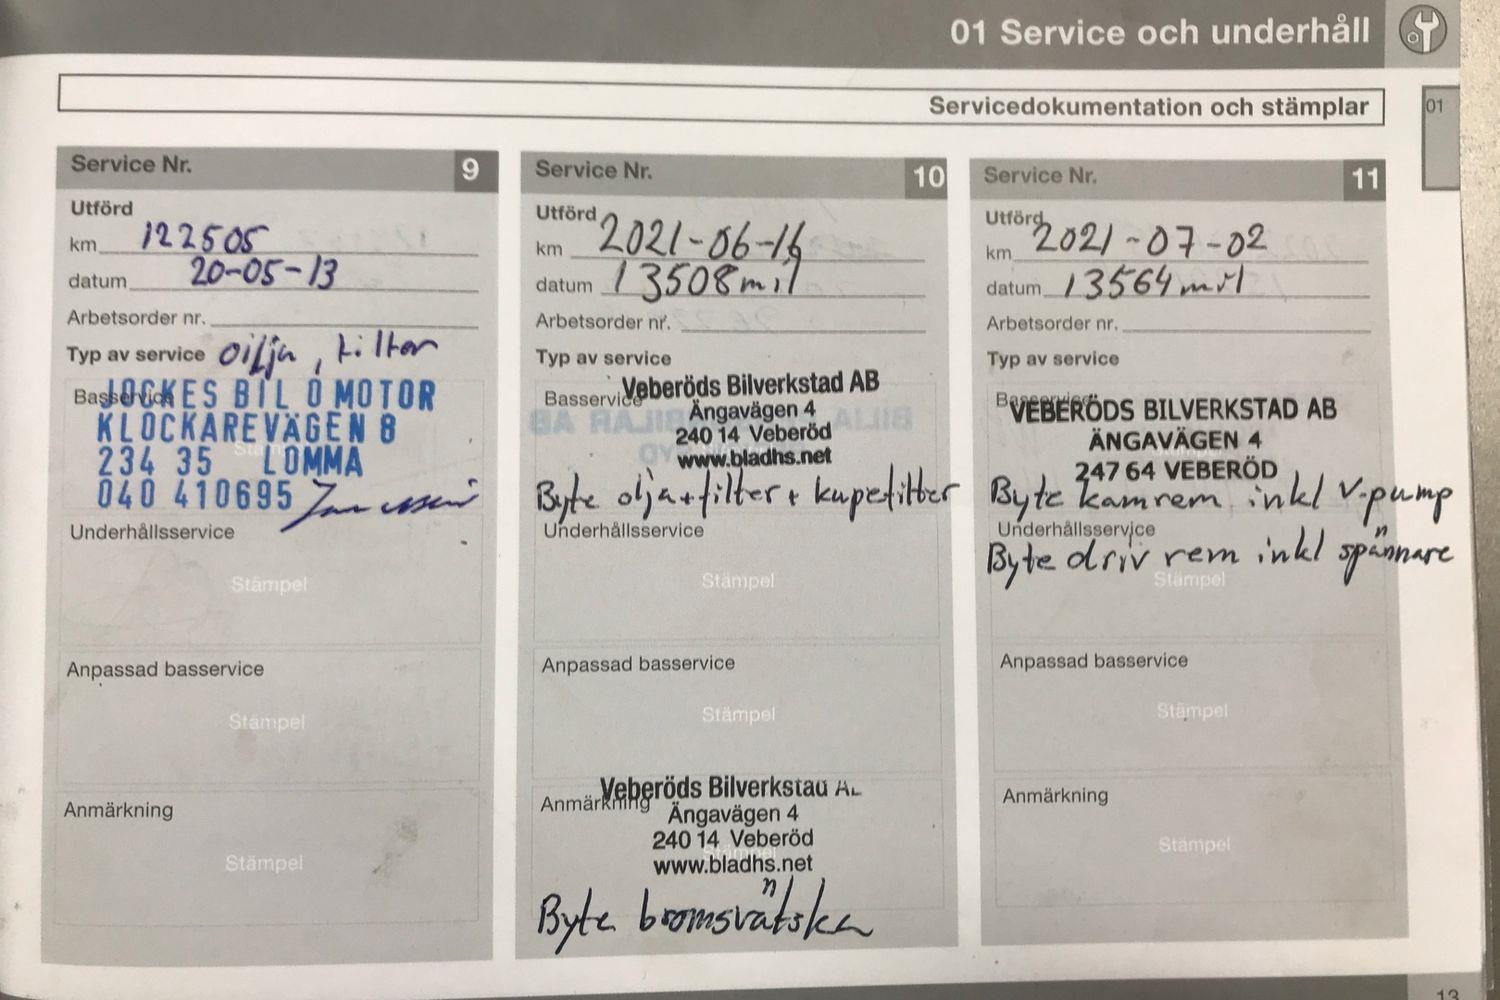 01 Service och underhåll
01
Servicedokumentation och stämplar
Service Nr. 9
Utförd
km 122505
datum 20-05-13
Arbetsorder nr.
Typ av service oilja, filter
Basservice
JOCKES BIL O MOTOR
KLOCKAREVÄGEN 8
234 35 LOMMA
040 410695
Underhållsservice
Stämpel
Anpassad basservice
Stämpel
Anmärkning
Stämpel
Service Nr. 10
Utförd
km 2021-06-16
datum 13508 mil
Arbetsorder nr.
Typ av service
Basservice
Veberöds Bilverkstad AB
Ängavägen 4
240 14 Veberöd
www.bladhs.net
Byte olja + filter + kupefilter
Underhållsservice
Stämpel
Anpassad basservice
Stämpel
Anmärkning
Veberöds Bilverkstad AB
Ängavägen 4
240 14 Veberöd
Stämpel
www.bladhs.net
Byte bromsvätska
Service Nr. 11
Utförd
km 2021-07-02
datum 13564 mil
Arbetsorder nr.
Typ av service
Basservice
VEBERÖDS BILVERKSTAD AB
ÄNGAVÄGEN 4
247 64 VEBERÖD
Byte kamrem inkl V-pump
Underhållsservice
Byte driv rem inkl spännare
Stämpel
Anpassad basservice
Stämpel
Anmärkning
Stämpel
13